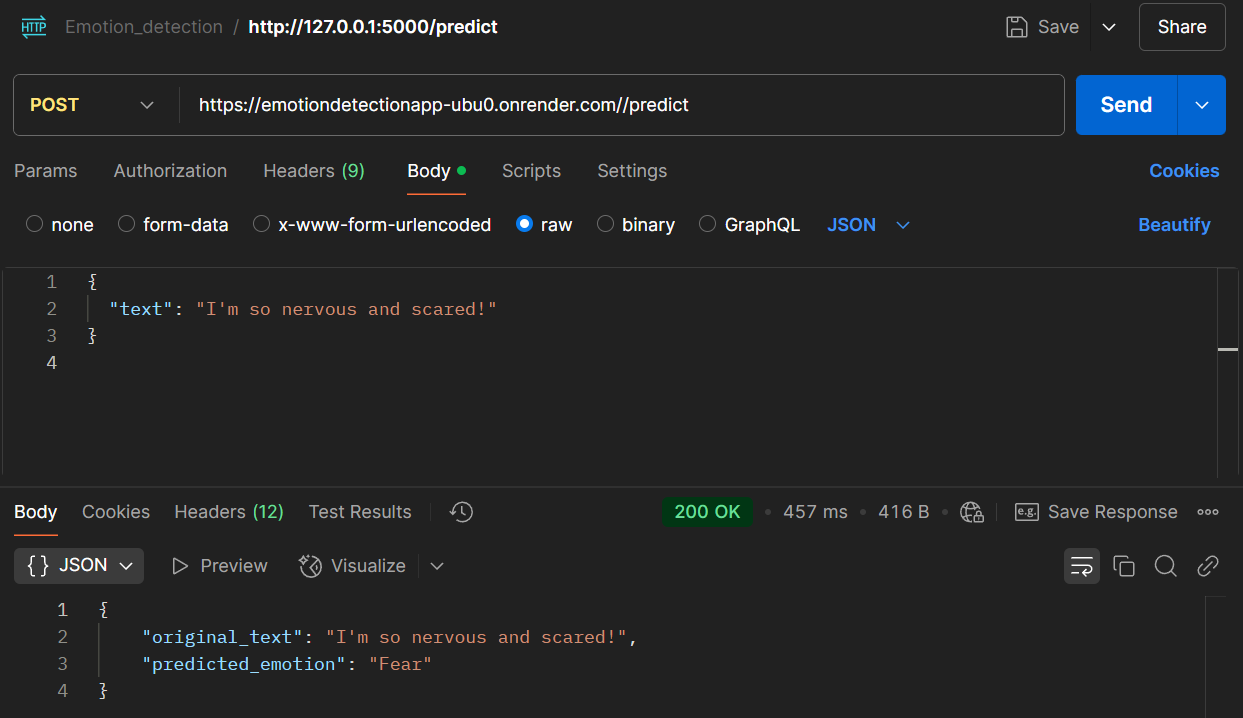 HTTP Emotion_detection / http://127.0.0.1:5000/predict Save Share
POST https://emotiondetectionapp-ubu0.onrender.com//predict Send
Params Authorization Headers (9) Body Scripts Settings Cookies
none form-data x-www-form-urlencoded raw binary GraphQL JSON Beautify
1 {
2 "text": "I'm so nervous and scared!"
3 }
4
Body Cookies Headers (12) Test Results 200 OK 457 ms 416 B e.g. Save Response
{} JSON Preview Visualize
1 {
2 "original_text": "I'm so nervous and scared!",
3 "predicted_emotion": "Fear"
4 }